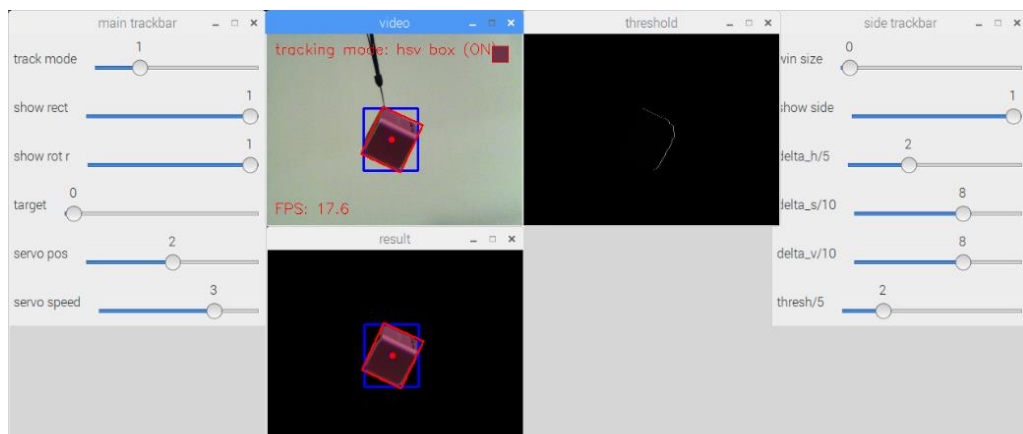 main trackbar
track mode
1
show rect
1
show rot r
1
target
0
servo pos
2
servo speed
3
video
tracking mode: hsv box (ON)
FPS: 17.6
result
threshold
side trackbar
win size
0
show side
1
delta_h/5
2
delta_s/10
8
delta_v/10
8
thresh/5
2